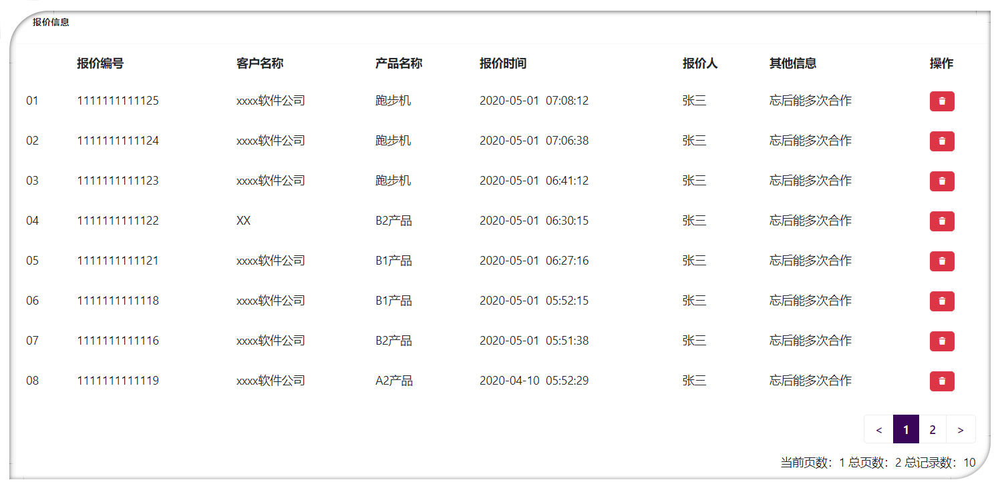 报价信息
报价编号 客户名称 产品名称 报价时间 报价人 其他信息 操作
01 1111111111125 xxxx软件公司 跑步机 2020-05-01 07:08:12 张三 忘后能多次合作
02 1111111111124 xxxx软件公司 跑步机 2020-05-01 07:06:38 张三 忘后能多次合作
03 1111111111123 xxxx软件公司 跑步机 2020-05-01 06:41:12 张三 忘后能多次合作
04 1111111111122 XX B2产品 2020-05-01 06:30:15 张三 忘后能多次合作
05 1111111111121 xxxx软件公司 B1产品 2020-05-01 06:27:16 张三 忘后能多次合作
06 1111111111118 xxxx软件公司 B1产品 2020-05-01 05:52:15 张三 忘后能多次合作
07 1111111111116 xxxx软件公司 B2产品 2020-05-01 05:51:38 张三 忘后能多次合作
08 1111111111119 xxxx软件公司 A2产品 2020-04-10 05:52:29 张三 忘后能多次合作
< 1 2 >
当前页数：1 总页数：2 总记录数：10